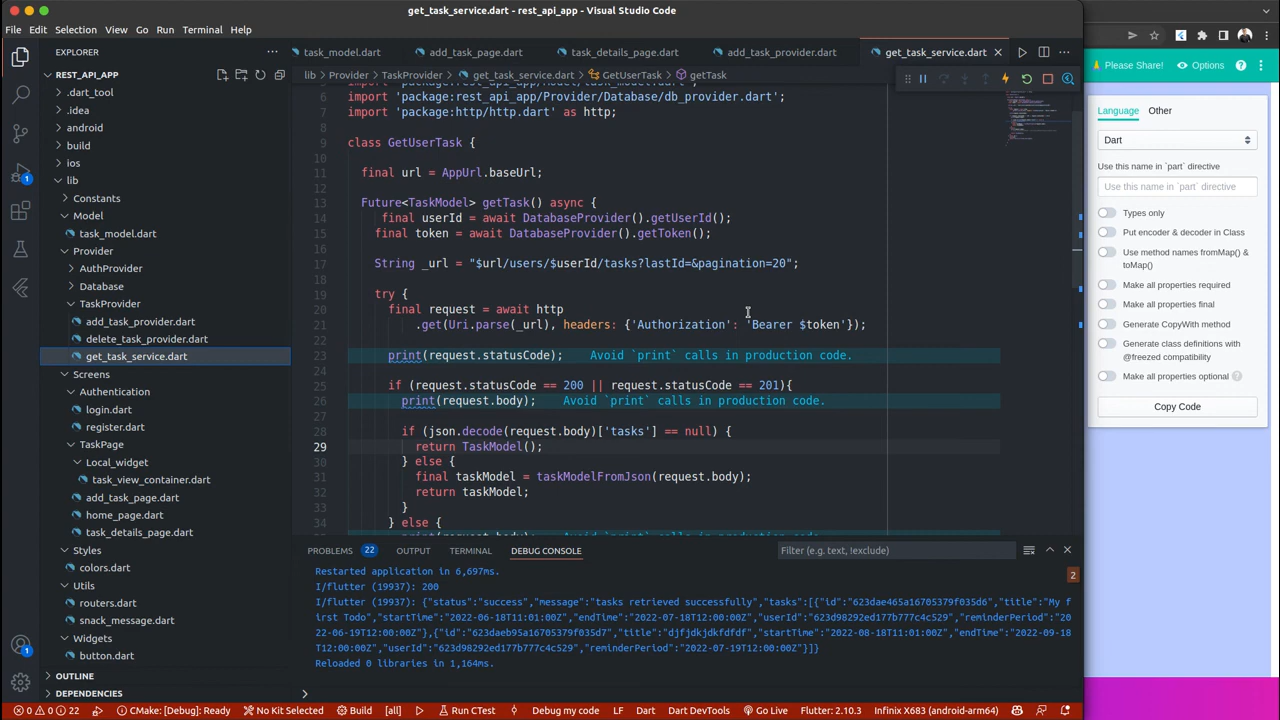 get_task_service.dart - rest_api_app - Visual Studio Code
File Edit Selection View Go Run Terminal Help
EXPLORER
task_model.dart add_task_page.dart task_details_page.dart add_task_provider.dart get_task_service.dart
REST_API_APP
lib > Provider > TaskProvider > get_task_service.dart > GetUserTask > getTask
.dart_tool
.idea
android
build
ios
lib
Constants
Model
task_model.dart
Provider
AuthProvider
Database
TaskProvider
add_task_provider.dart
delete_task_provider.dart
get_task_service.dart
Screens
Authentication
login.dart
register.dart
TaskPage
Local_widget
task_view_container.dart
add_task_page.dart
home_page.dart
task_details_page.dart
Styles
colors.dart
Utils
routers.dart
snack_message.dart
Widgets
button.dart
OUTLINE
DEPENDENCIES
6 import 'package:rest_api_app/Provider/Database/db_provider.dart';
7 import 'package:http/http.dart' as http;
8
9 class GetUserTask {
10
11 final url = AppUrl.baseUrl;
12
13 Future<TaskModel> getTask() async {
14 final userId = await DatabaseProvider().getUserId();
15 final token = await DatabaseProvider().getToken();
16
17 String _url = "$url/users/$userId/tasks?lastId=&pagination=20";
18
19 try {
20 final request = await http
21 .get(Uri.parse(_url), headers: {'Authorization': 'Bearer $token'});
22
23 print(request.statusCode); Avoid `print` calls in production code.
24
25 if (request.statusCode == 200 || request.statusCode == 201){
26 print(request.body); Avoid `print` calls in production code.
27
28 if (json.decode(request.body)['tasks'] == null) {
29 return TaskModel();
30 } else {
31 final taskModel = taskModelFromJson(request.body);
32 return taskModel;
33 }
34 } else {
PROBLEMS 22 OUTPUT TERMINAL DEBUG CONSOLE Filter (e.g. text, !exclude)
Restarted application in 6,697ms.
2
I/flutter (19937): 200
I/flutter (19937): {"status":"success","message":"tasks retrieved successfully","tasks":[{"id":"623dae465a16705379f035d6","title":"My f
irst Todo","startTime":"2022-06-18T11:01:00Z","endTime":"2022-07-18T12:00:00Z","userId":"623d98292ed177b777c4c529","reminderPeriod":"20
22-06-19T12:00:00Z"},{"id":"623daeb95a16705379f035d7","title":"djfjdkjdkfdfdf","startTime":"2022-08-18T11:01:00Z","endTime":"2022-09-18
T12:00:00Z","userId":"623d98292ed177b777c4c529","reminderPeriod":"2022-07-19T12:00:00Z"}]}
Reloaded 0 libraries in 1,164ms.
1
1
0 0 22 CMake: [Debug]: Ready No Kit Selected Build [all] Run CTest Debug my code LF Dart Dart DevTools Go Live Flutter: 2.10.3 Infinix X683 (android-arm64)
Please Share! Options
Language Other
Dart
Use this name in `part` directive
Use this name in `part` directive
Types only
Put encoder & decoder in Class
Use method names fromMap() &
toMap()
Make all properties required
Make all properties final
Generate CopyWith method
Generate class definitions with
@freezed compatibility
Make all properties optional
Copy Code